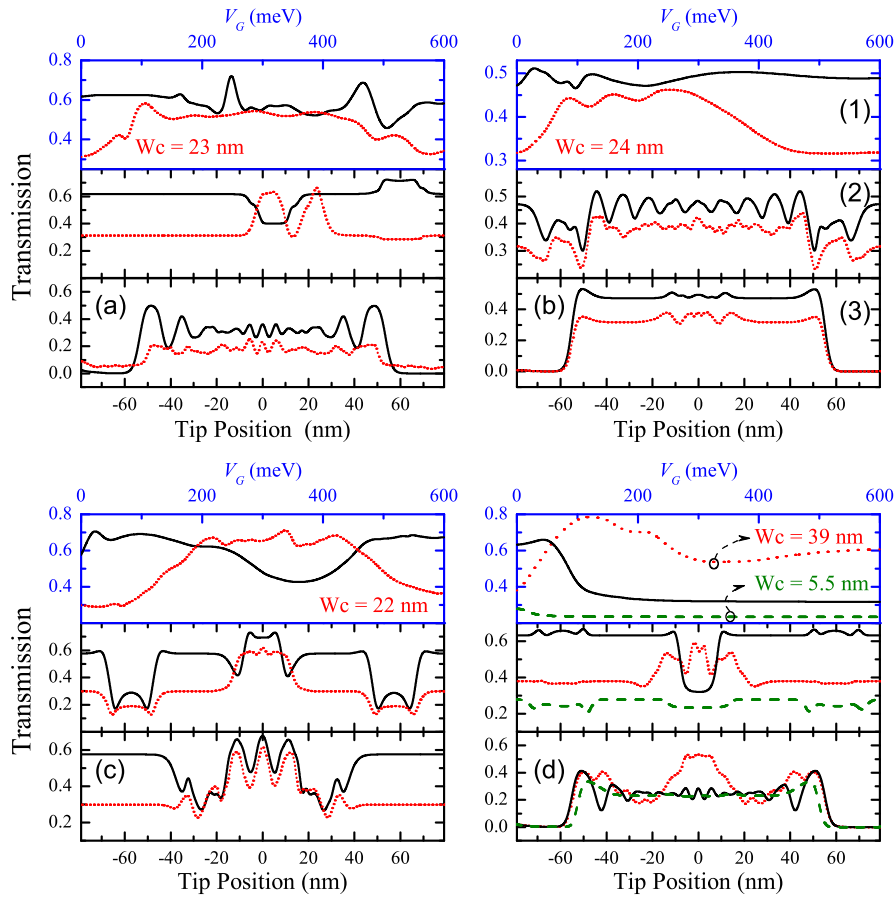 V_G (meV)
V_G (meV)
0 200 400 600
0 200 400 600
0.8
0.6
0.4
Wc = 23 nm
0.5
0.4
0.3
Wc = 24 nm
(1)
Transmission
0.6
0.4
0.2
0.5
0.4
0.3
(2)
0.6
0.4
0.2
0.0
(a)
0.4
0.2
0.0
(b)
(3)
-60 -40 -20 0 20 40 60
-60 -40 -20 0 20 40 60
Tip Position (nm)
Tip Position (nm)
V_G (meV)
V_G (meV)
0 200 400 600
0 200 400 600
0.8
0.6
0.4
Wc = 22 nm
0.8
0.6
0.4
Wc = 39 nm
Wc = 5.5 nm
Transmission
0.6
0.4
0.2
0.6
0.4
0.2
0.6
0.4
0.2
(c)
0.4
0.2
0.0
(d)
-60 -40 -20 0 20 40 60
-60 -40 -20 0 20 40 60
Tip Position (nm)
Tip Position (nm)